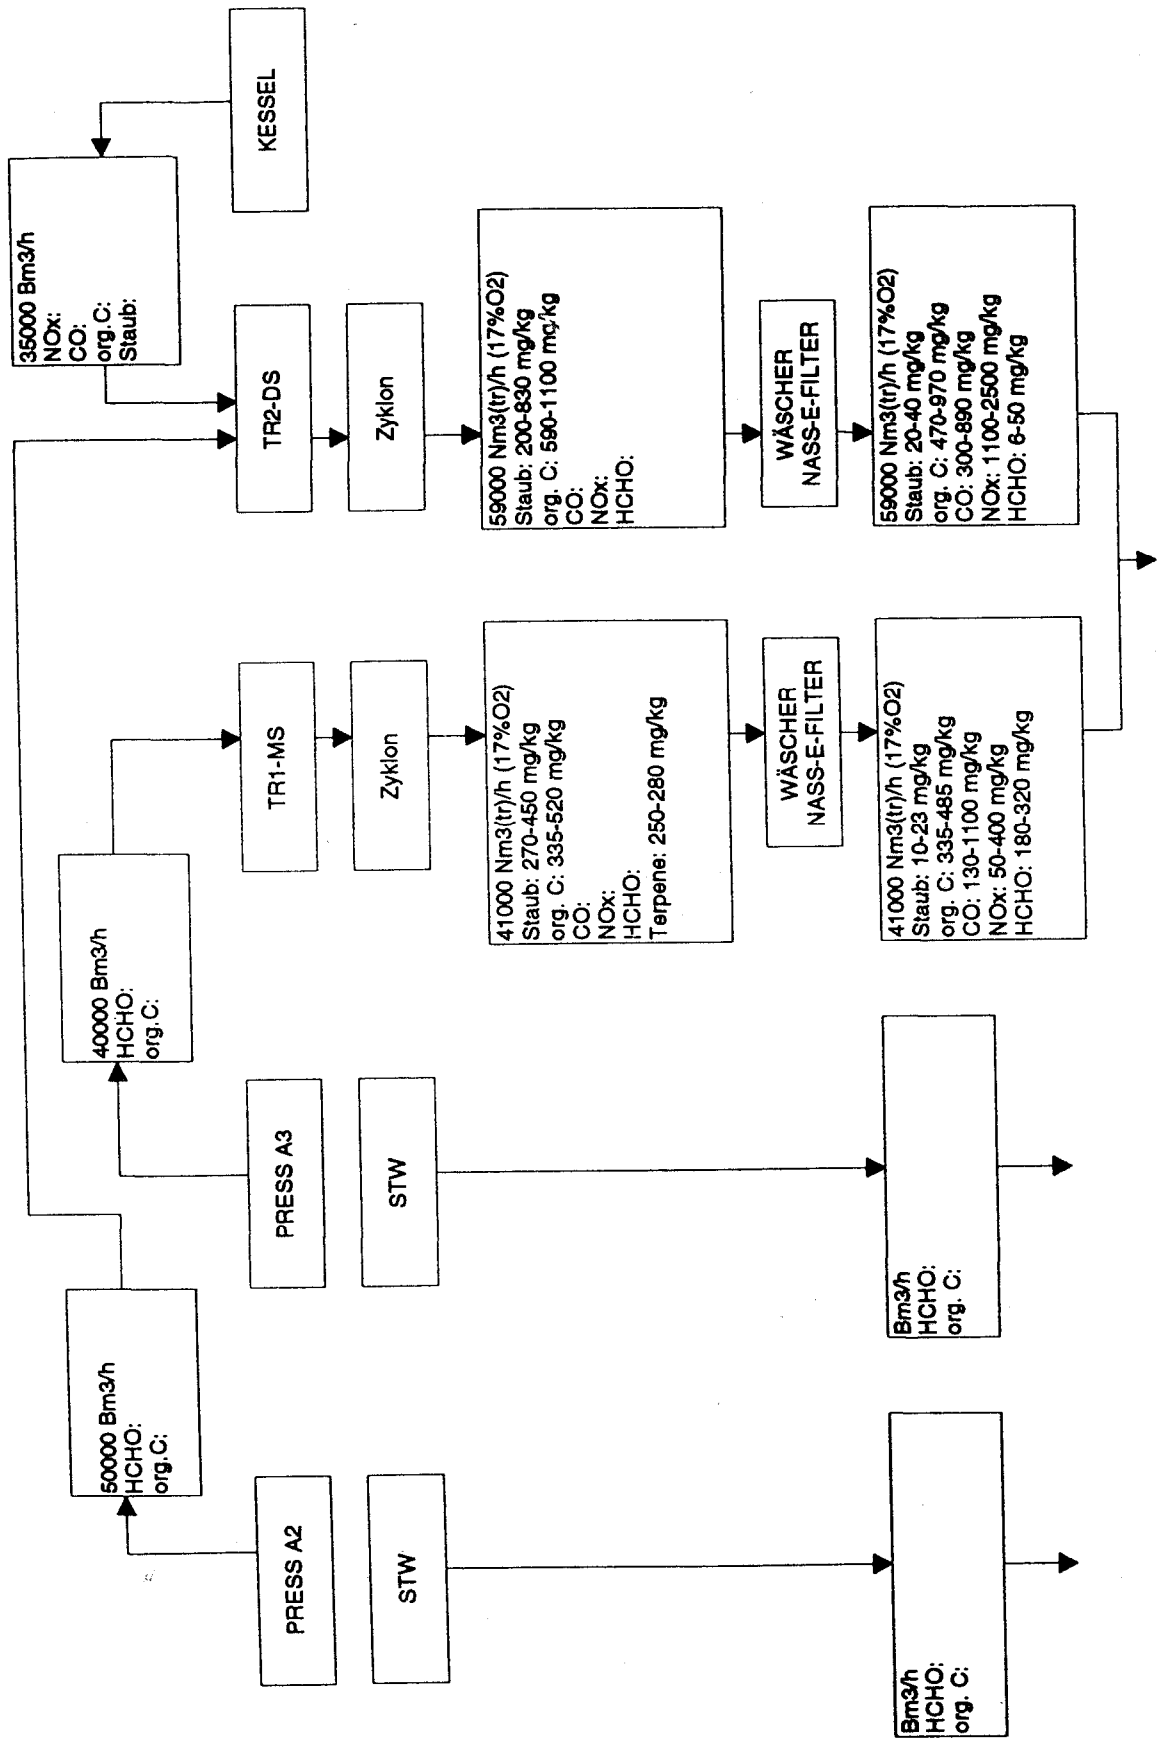 50000 Bm3/h
HCHO:
org.C:
PRESS A2
STW
Bm3/h
HCHO:
org. C:
40000 Bm3/h
HCHO:
org.C:
PRESS A3
STW
Bm3/h
HCHO:
org. C:
TR1-MS
Zyklon
41000 Nm3(tr)/h (17%O2)
Staub: 270-450 mg/kg
org. C: 335-520 mg/kg
CO:
NOx:
HCHO:
Terpene: 250-280 mg/kg
WÄSCHER
NASS-E-FILTER
41000 Nm3(tr)/h (17%O2)
Staub: 10-23 mg/kg
org. C: 335-485 mg/kg
CO: 130-1100 mg/kg
NOx: 50-400 mg/kg
HCHO: 180-320 mg/kg
35000 Bm3/h
NOx:
CO:
org.C:
Staub:
KESSEL
TR2-DS
Zyklon
59000 Nm3(tr)/h (17%O2)
Staub: 200-830 mg/kg
org. C: 590-1100 mg/kg
CO:
NOx:
HCHO:
WÄSCHER
NASS-E-FILTER
59000 Nm3(tr)/h (17%O2)
Staub: 20-40 mg/kg
org. C: 470-970 mg/kg
CO: 300-890 mg/kg
NOx: 1100-2500 mg/kg
HCHO: 6-50 mg/kg